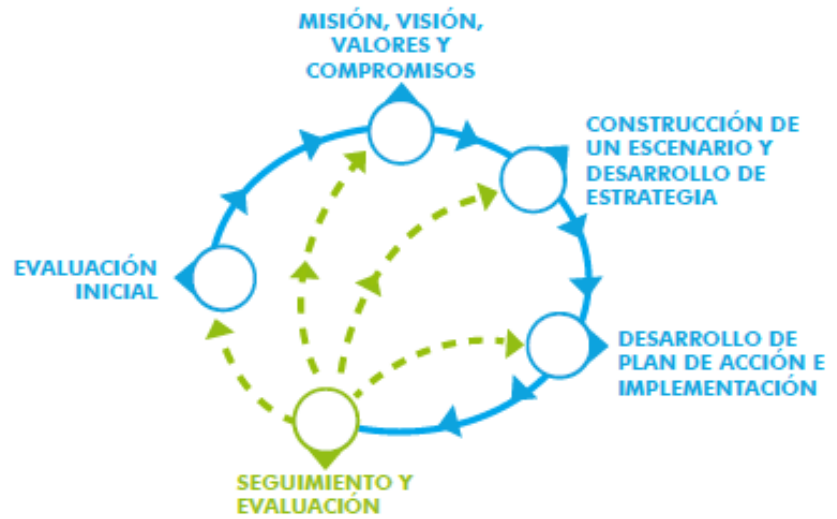 MISIÓN, VISIÓN,
VALORES Y
COMPROMISOS
CONSTRUCCIÓN DE
UN ESCENARIO Y
DESARROLLO DE
ESTRATEGIA
EVALUACIÓN
INICIAL
DESARROLLO DE
PLAN DE ACCIÓN E
IMPLEMENTACIÓN
SEGUIMIENTO Y
EVALUACIÓN